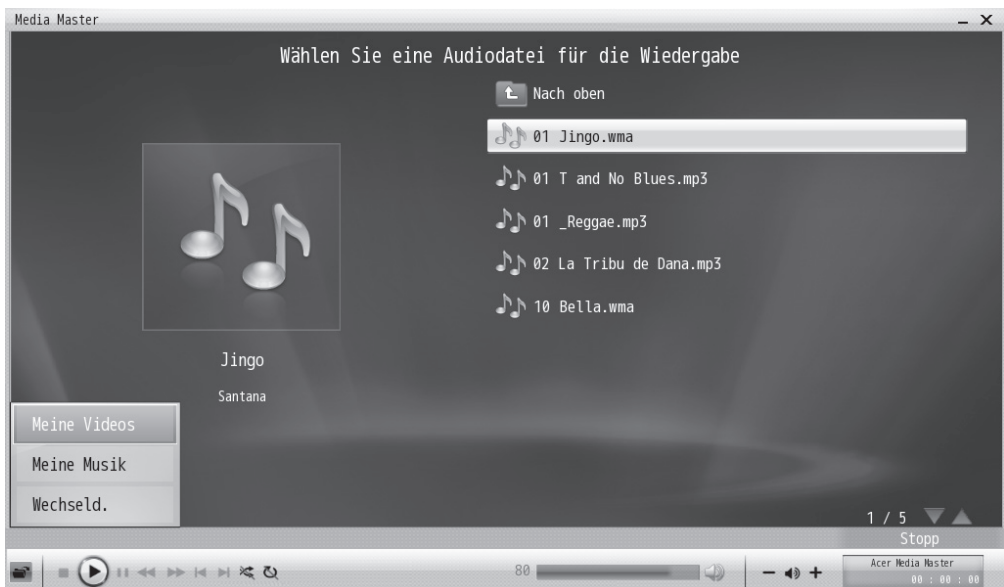 Media Master
Wählen Sie eine Audiodatei für die Wiedergabe
Nach oben
01 Jingo.wma
01 T and No Blues.mp3
01 _Reggae.mp3
02 La Tribu de Dana.mp3
10 Bella.wma
Jingo
Santana
Meine Videos
Meine Musik
Wechseld.
1 / 5
Stopp
80
Acer Media Master
00 : 00 : 00